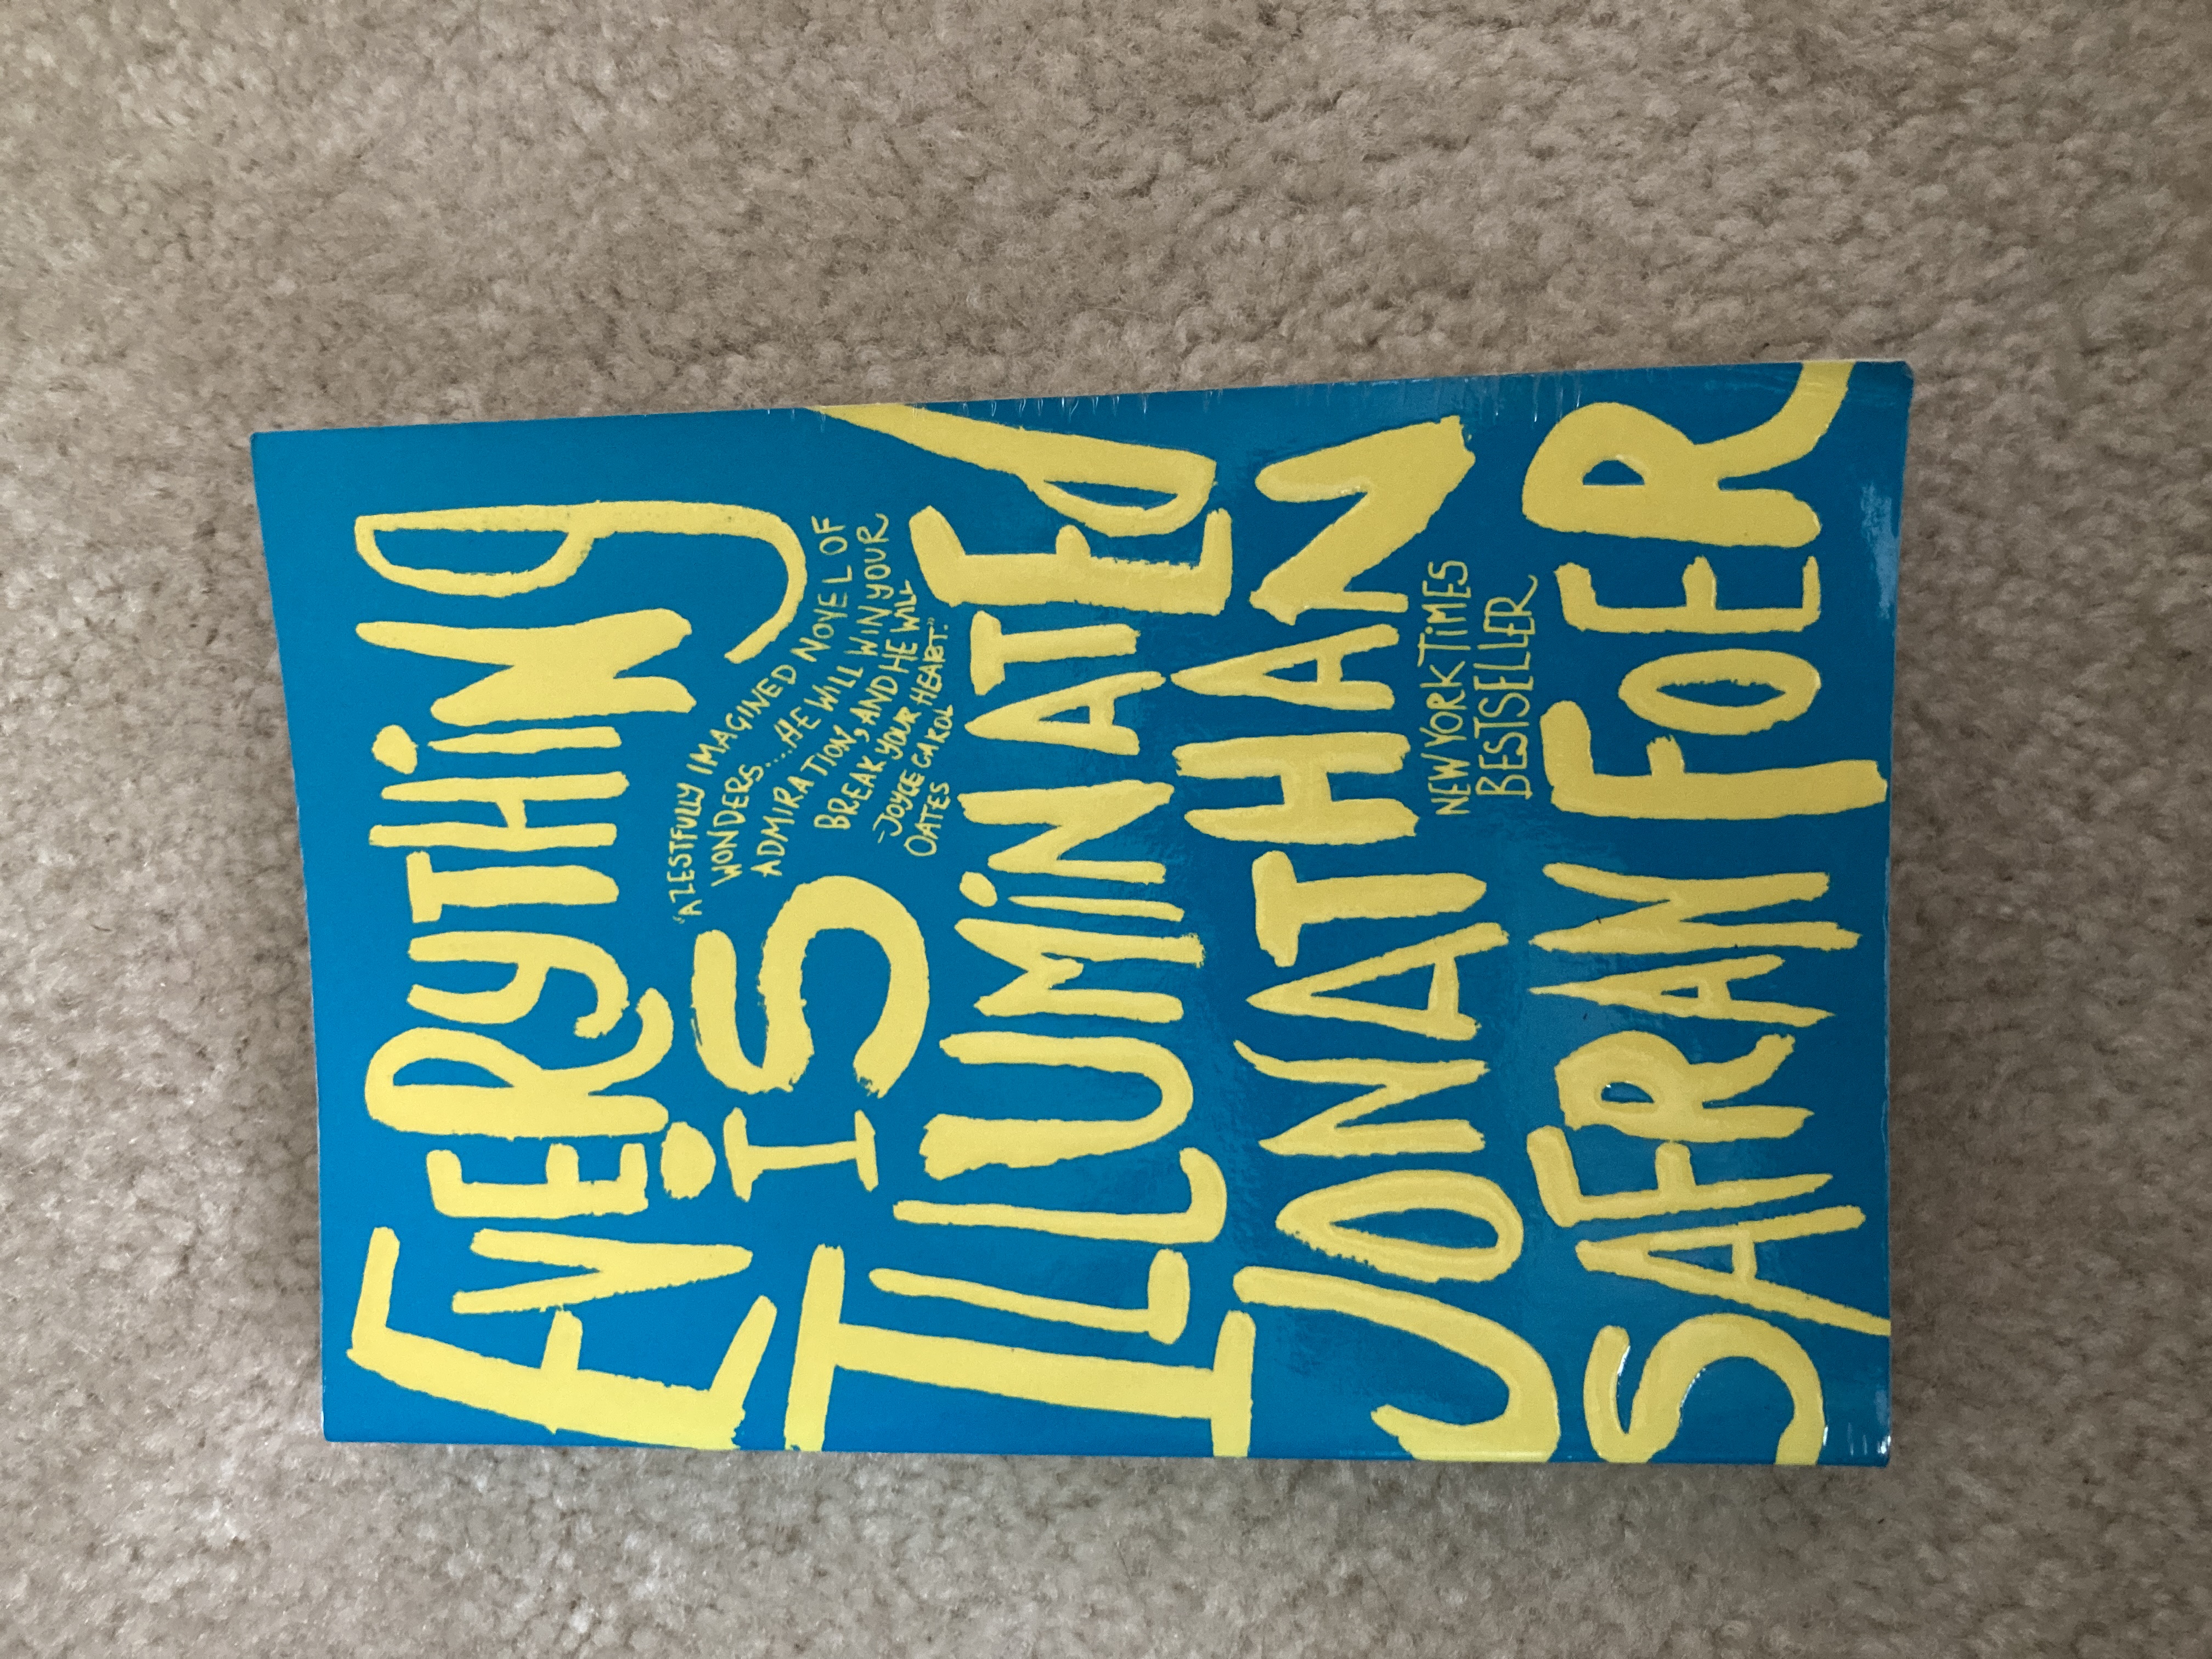 EVERYTHING
"A ZESTFULLY IMAGINED NOVEL OF
WONDERS....HE WILL WIN YOUR
ADMIRATION, AND HE WILL
BREAK YOUR HEART."
-JOYCE CAROL
OATES
IS
ILLUMINATEd
JONATHAN
NEW YORK TiMES
BESTSELLER
SAFRAN FOER